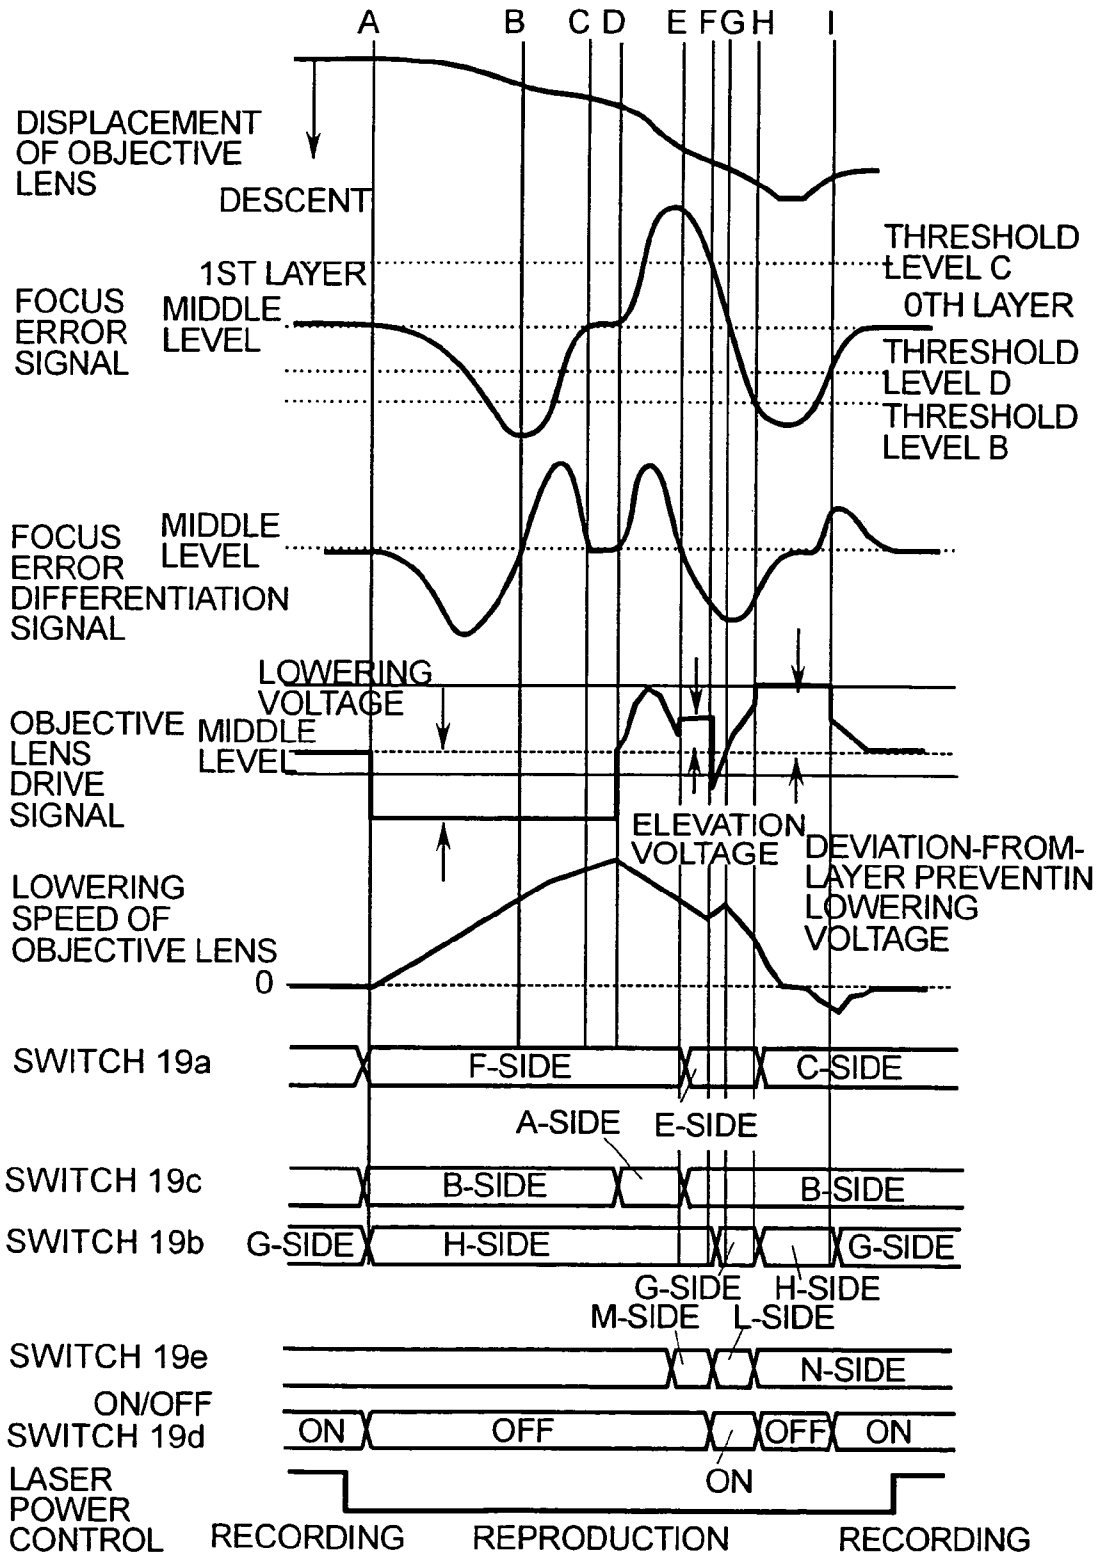 A B C D E F G H I
DISPLACEMENT
OF OBJECTIVE
LENS
DESCENT
THRESHOLD
LEVEL C
1ST LAYER
0TH LAYER
FOCUS
ERROR
SIGNAL
MIDDLE
LEVEL
THRESHOLD
LEVEL D
THRESHOLD
LEVEL B
FOCUS
ERROR
DIFFERENTIATION
SIGNAL
MIDDLE
LEVEL
LOWERING
VOLTAGE
OBJECTIVE
LENS
DRIVE
SIGNAL
MIDDLE
LEVEL
ELEVATION
VOLTAGE
DEVIATION-FROM-
LAYER PREVENTIN
LOWERING
VOLTAGE
LOWERING
SPEED OF
OBJECTIVE LENS
0
SWITCH 19a
F-SIDE
C-SIDE
A-SIDE
E-SIDE
SWITCH 19c
B-SIDE
B-SIDE
SWITCH 19b
G-SIDE
H-SIDE
G-SIDE
G-SIDE
H-SIDE
M-SIDE
L-SIDE
SWITCH 19e
N-SIDE
ON/OFF
SWITCH 19d
ON
OFF
OFF
ON
ON
LASER
POWER
CONTROL
RECORDING
REPRODUCTION
RECORDING